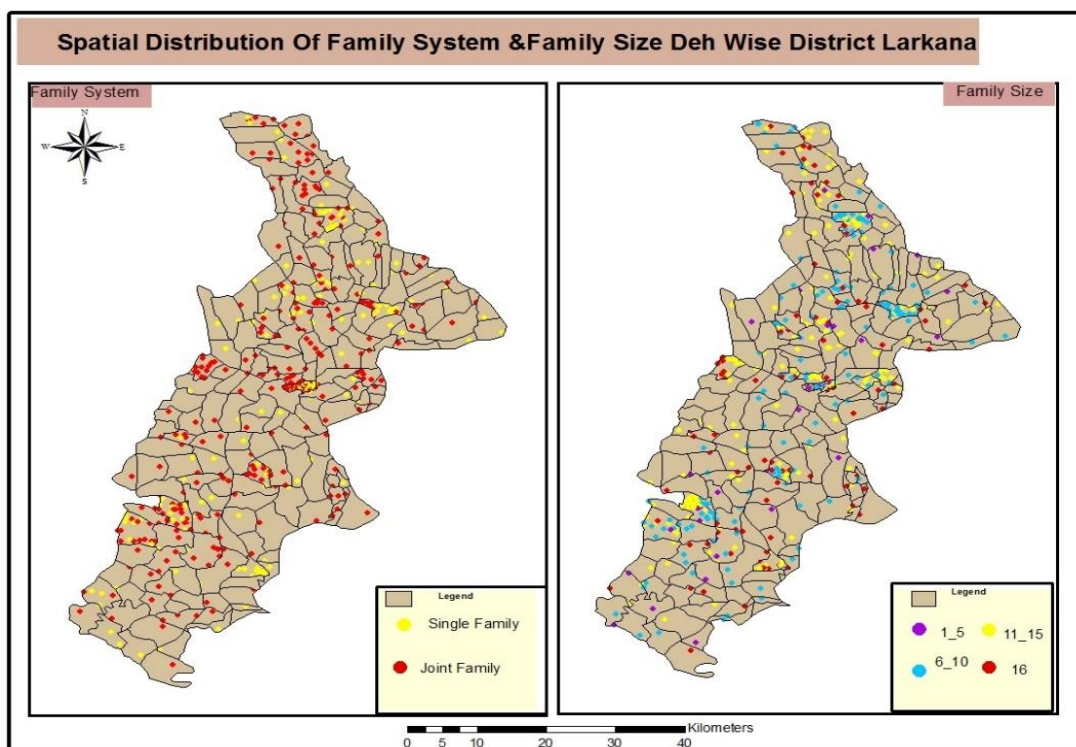 Spatial Distribution Of Family System &Family Size Deh Wise District Larkana
Family System
N
W E
S
Legend
Single Family
Joint Family
Family Size
Legend
1_5 11_15
6_10 16
Kilometers
0 5 10 20 30 40